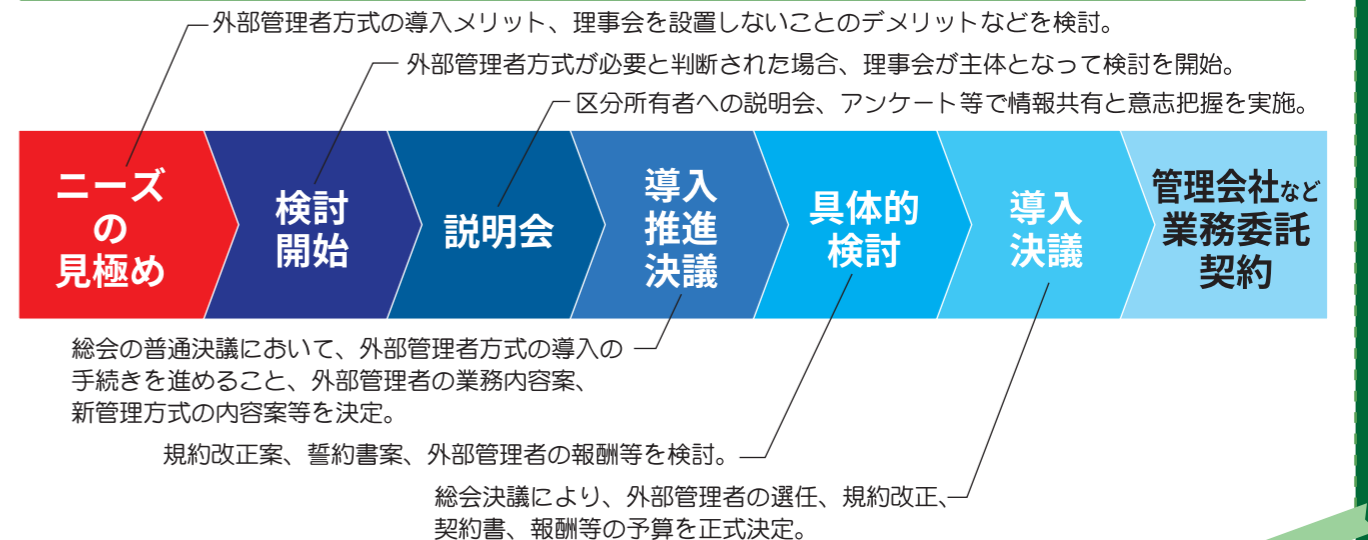 外部管理者方式の導入メリット、理事会を設置しないことのデメリットなどを検討。
外部管理者方式が必要と判断された場合、理事会が主体となって検討を開始。
区分所有者への説明会、アンケート等で情報共有と意志把握を実施。
ニーズ
の
見極め
検討
開始
説明会
導入
推進
決議
具体的
検討
導入
決議
管理会社など
業務委託
契約
総会の普通決議において、外部管理者方式の導入の
手続きを進めること、外部管理者の業務内容案、
新管理方式の内容案等を決定。
規約改正案、誓約書案、外部管理者の報酬等を検討。
総会決議により、外部管理者の選任、規約改正、
契約書、報酬等の予算を正式決定。